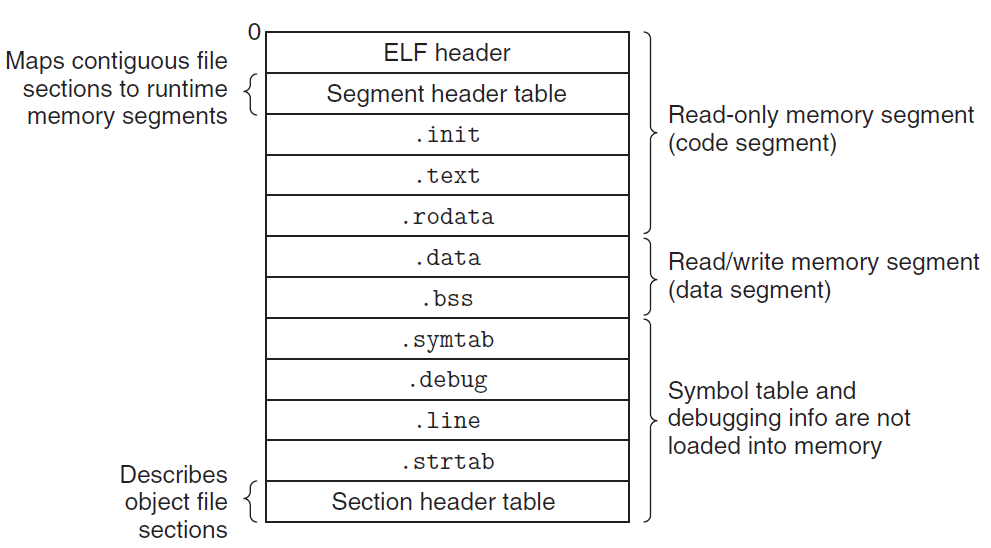 0
ELF header
Maps contiguous file
sections to runtime
memory segments
Segment header table
.init
.text
.rodata
Read-only memory segment
(code segment)
.data
.bss
Read/write memory segment
(data segment)
.symtab
.debug
.line
.strtab
Symbol table and
debugging info are not
loaded into memory
Describes
object file
sections
Section header table